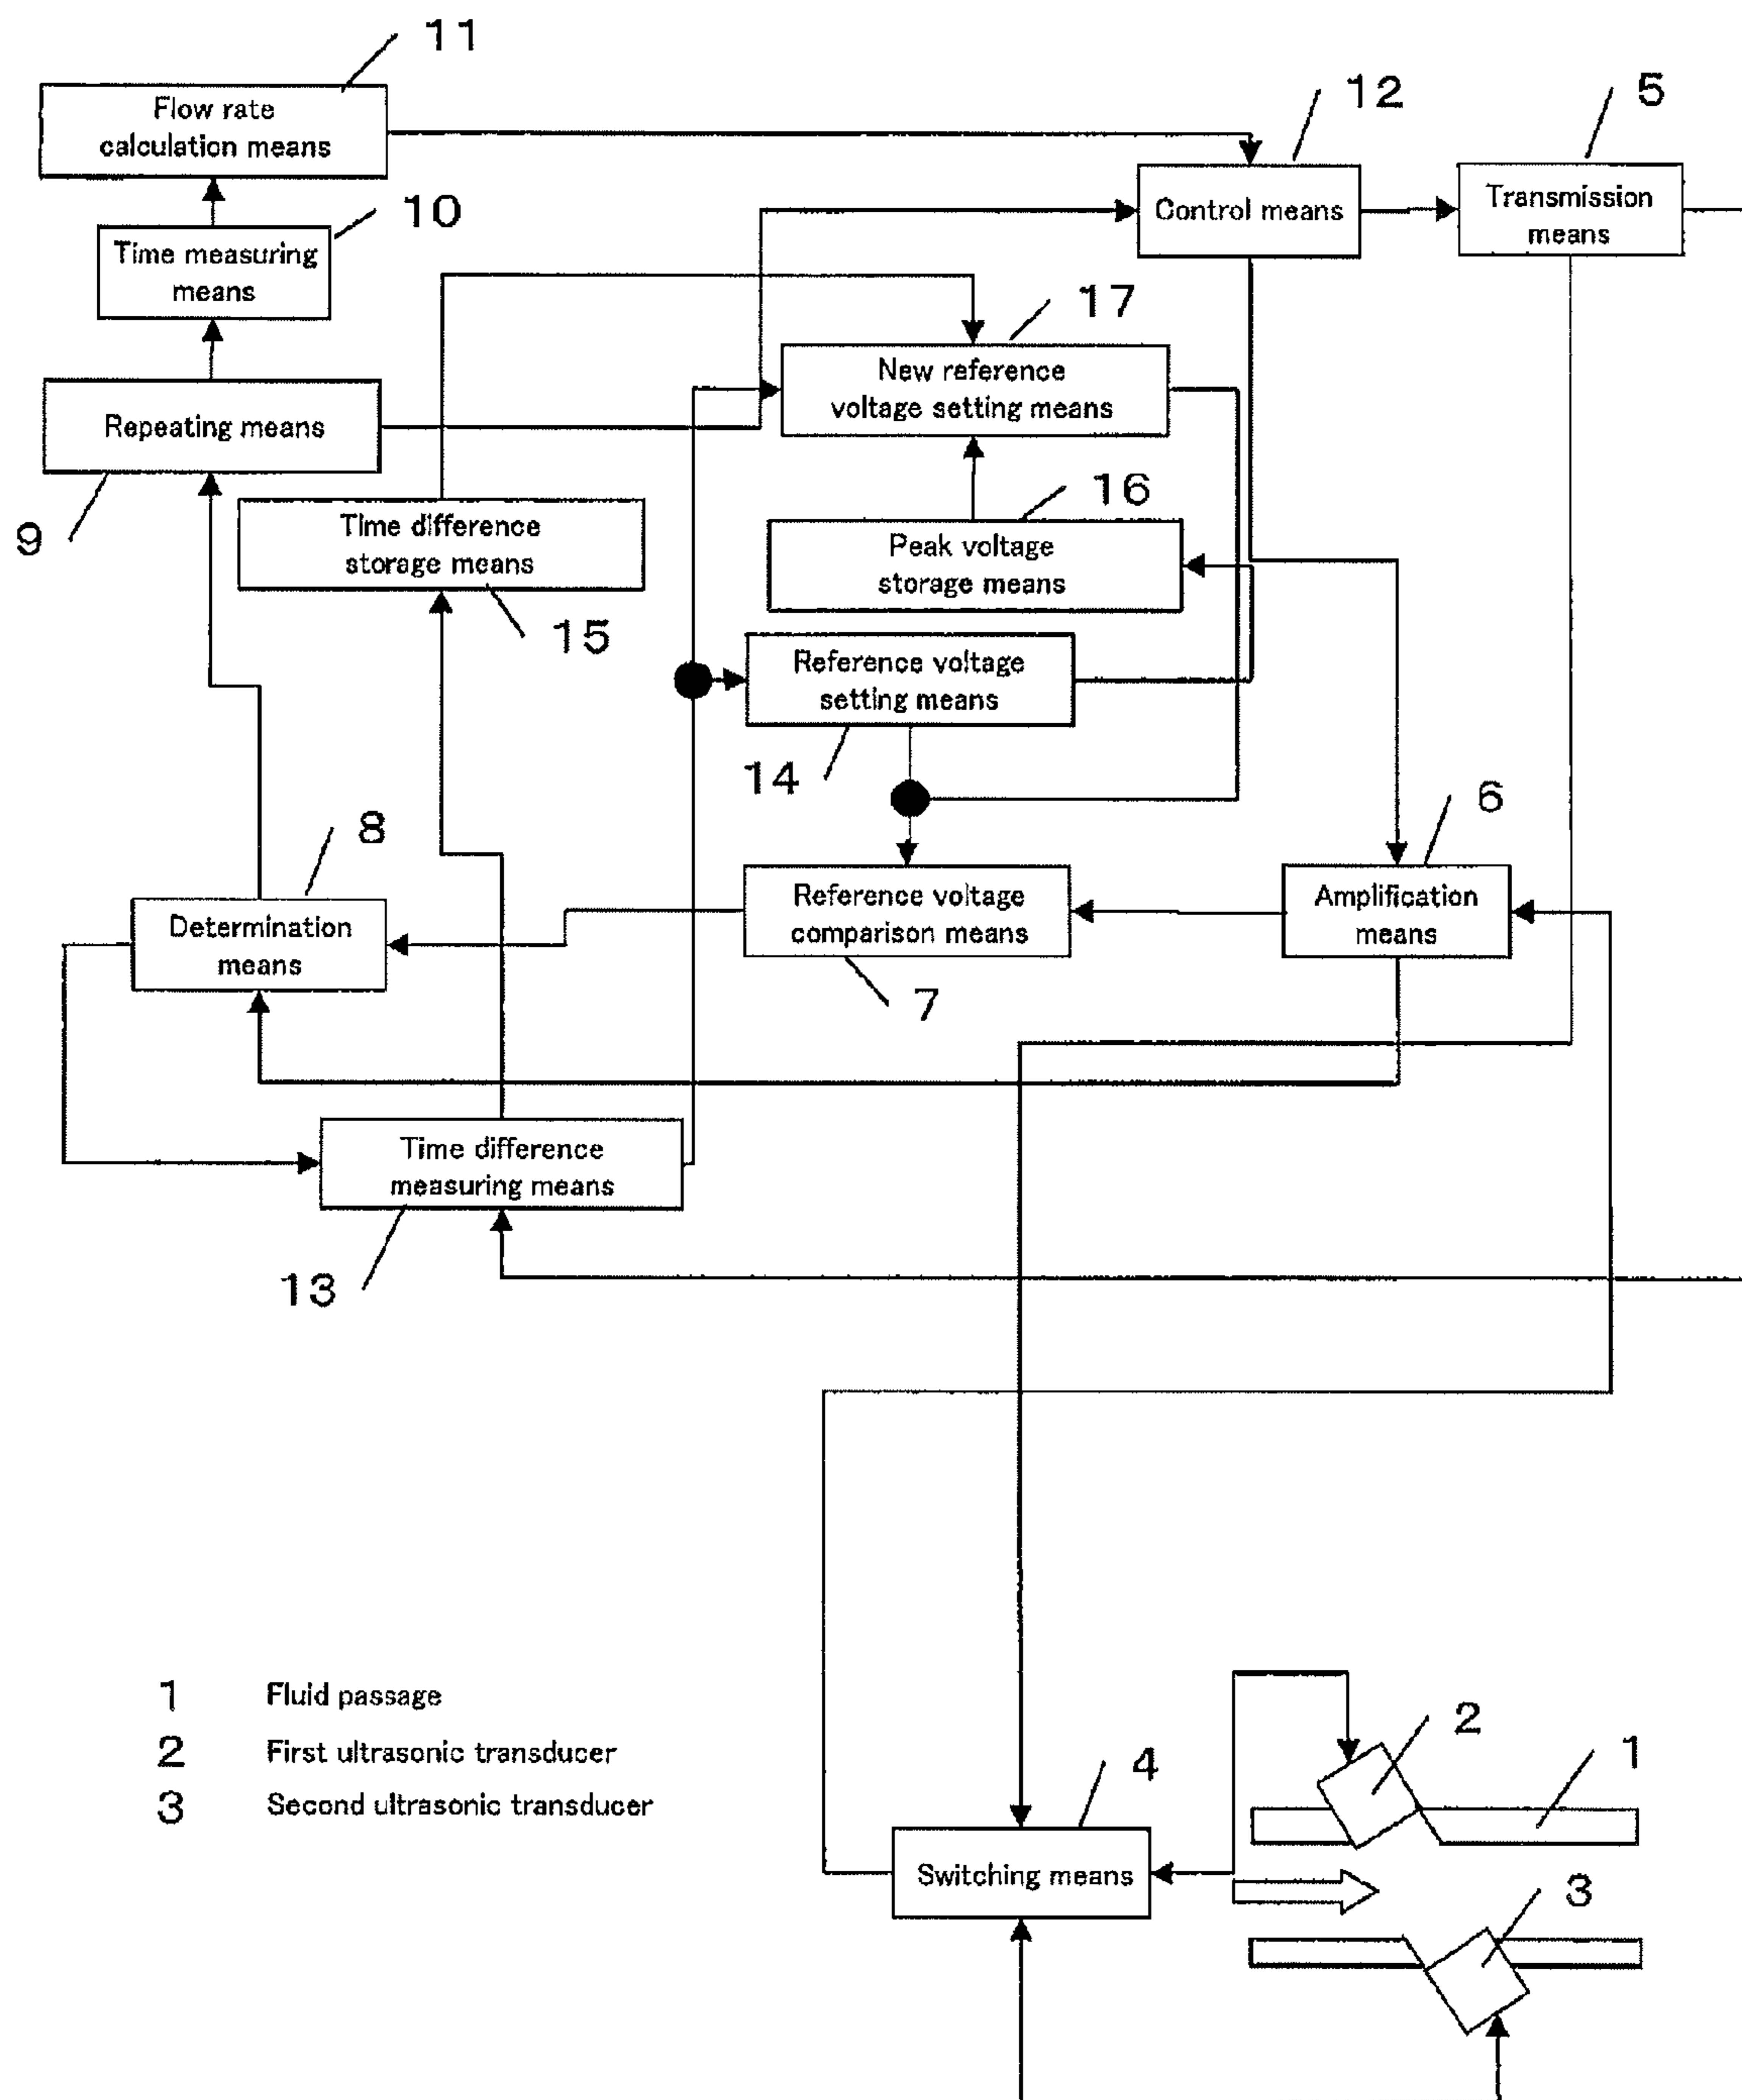 11
Flow rate
calculation means
12
5
10
Control means
Transmission
means
Time measuring
means
17
New reference
voltage setting means
Repeating means
9
16
Time difference
storage means
Peak voltage
storage means
15
Reference voltage
setting means
14
6
8
Reference voltage
comparison means
Amplification
means
Determination
means
7
Time difference
measuring means
13
1 Fluid passage
2 First ultrasonic transducer
3 Second ultrasonic transducer
2
4
1
Switching means
3